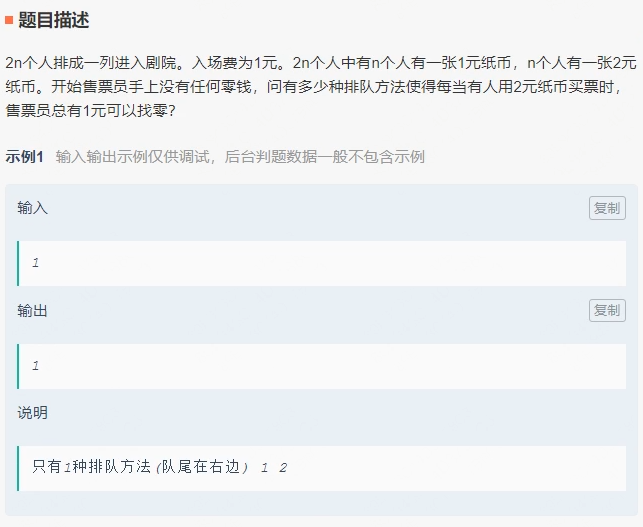 题目描述
2n个人排成一列进入剧院。入场费为1元。2n个人中有n个人有一张1元纸币，n个人有一张2元
纸币。开始售票员手上没有任何零钱，问有多少种排队方法使得每当有人用2元纸币买票时，
售票员总有1元可以找零?
示例1 输入输出示例仅供调试，后台判题数据一般不包含示例
输入 复制
1
输出 复制
1
说明
只有1种排队方法(队尾在右边) 1 2